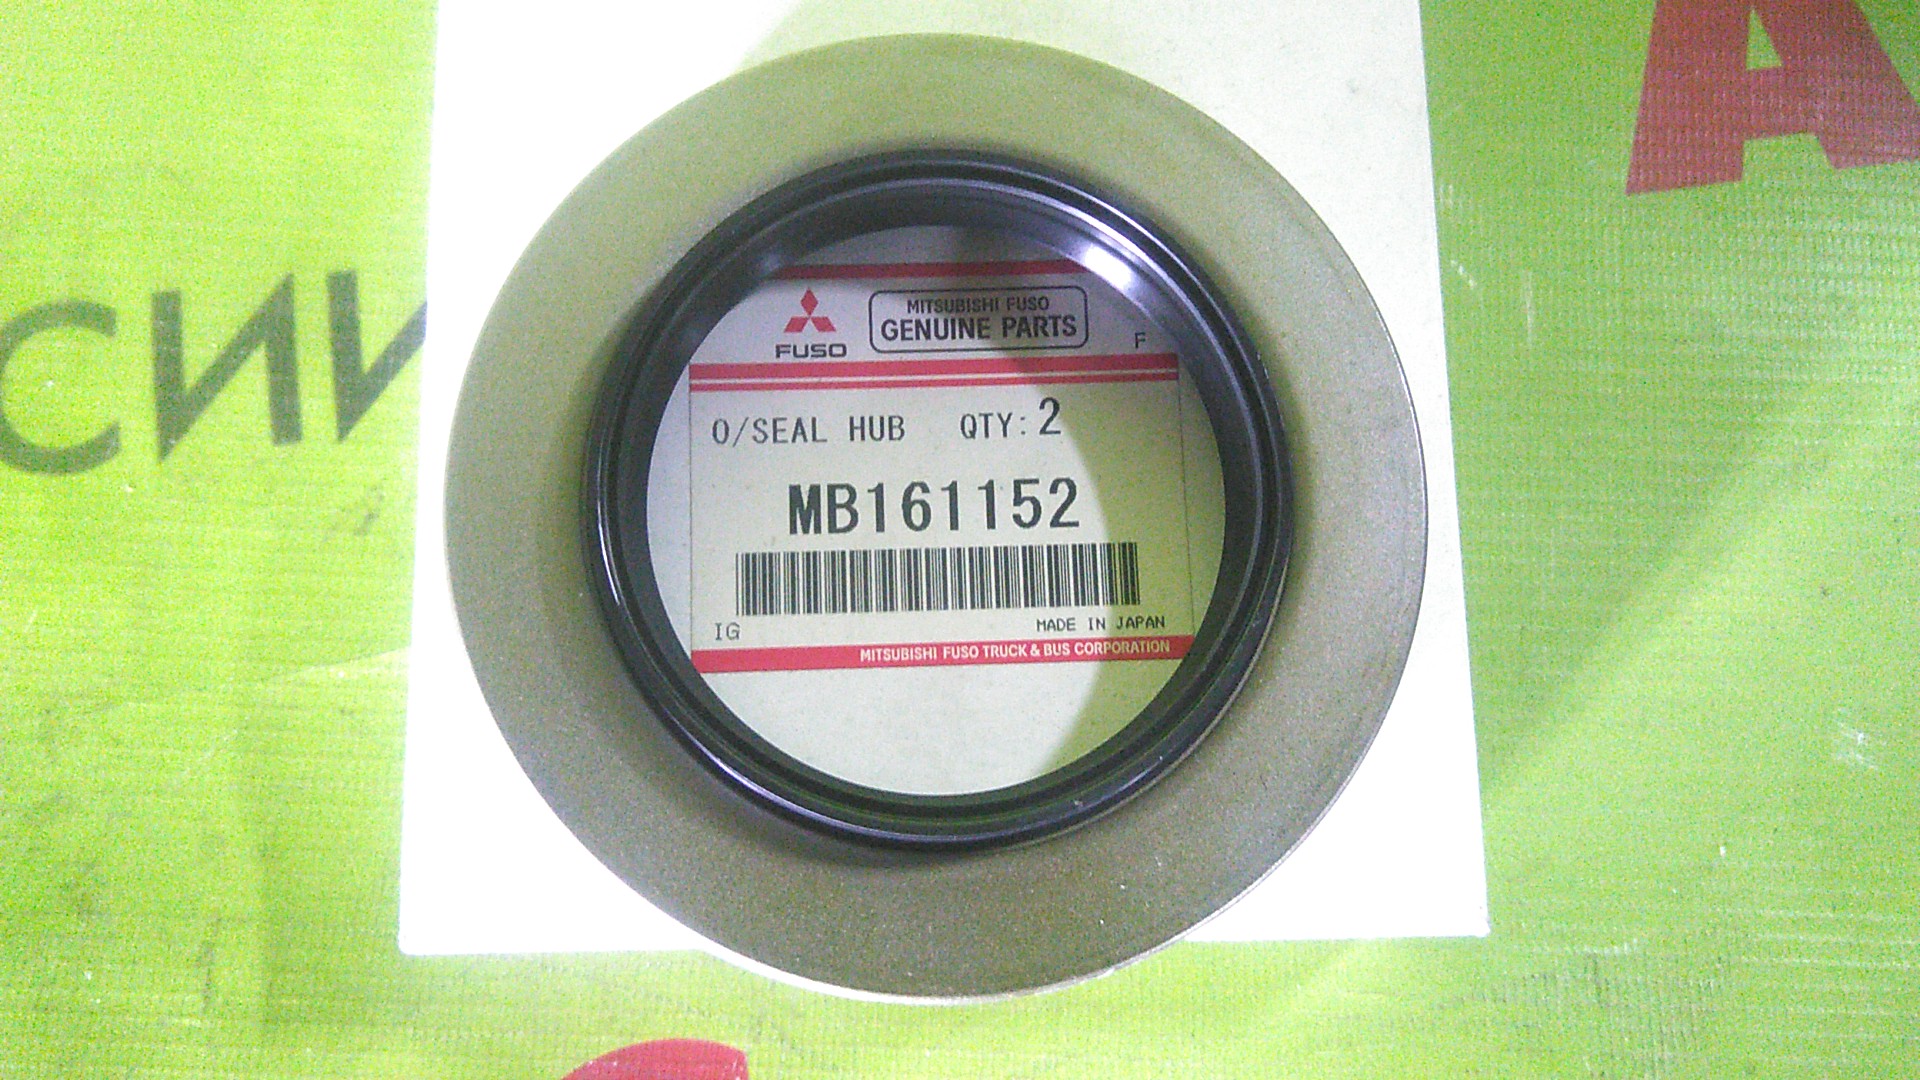 MITSUBISHI FUSO
GENUINE PARTS
FUSO
F
O/SEAL HUB QTY: 2
MB161152
IG
MADE IN JAPAN
MITSUBISHI FUSO TRUCK & BUS CORPORATION
СИИ
А